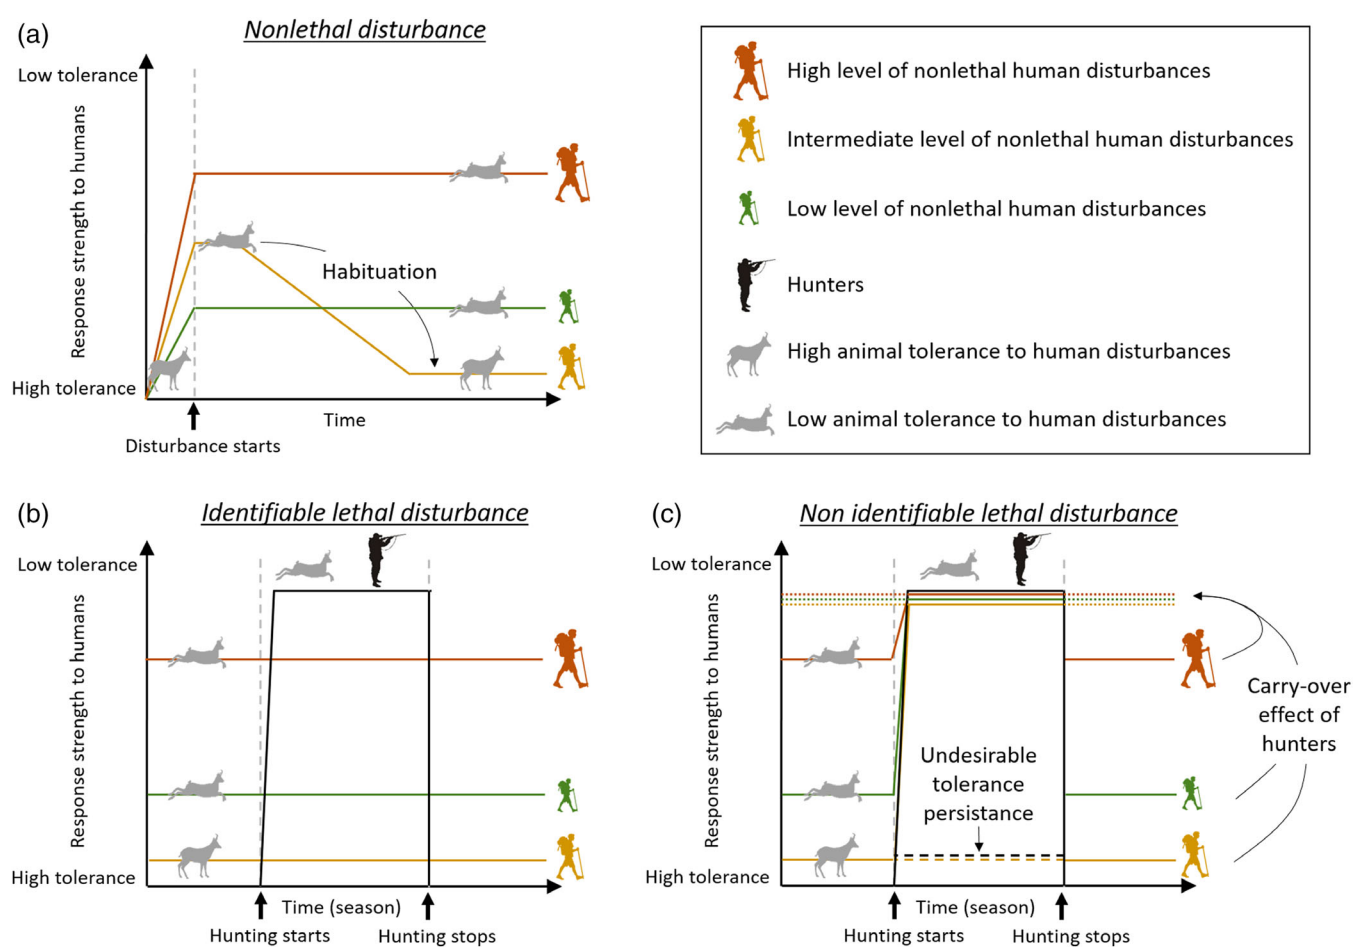 (a)
Nonlethal disturbance
Low tolerance
Response strength to humans
High tolerance
Habituation
Time
Disturbance starts
High level of nonlethal human disturbances
Intermediate level of nonlethal human disturbances
Low level of nonlethal human disturbances
Hunters
High animal tolerance to human disturbances
Low animal tolerance to human disturbances
(b)
Identifiable lethal disturbance
Low tolerance
Response strength to humans
High tolerance
Time (season)
Hunting starts
Hunting stops
(c)
Non identifiable lethal disturbance
Low tolerance
Response strength to humans
High tolerance
Undesirable
tolerance
persistance
Carry-over
effect of
hunters
Time (season)
Hunting starts
Hunting stops